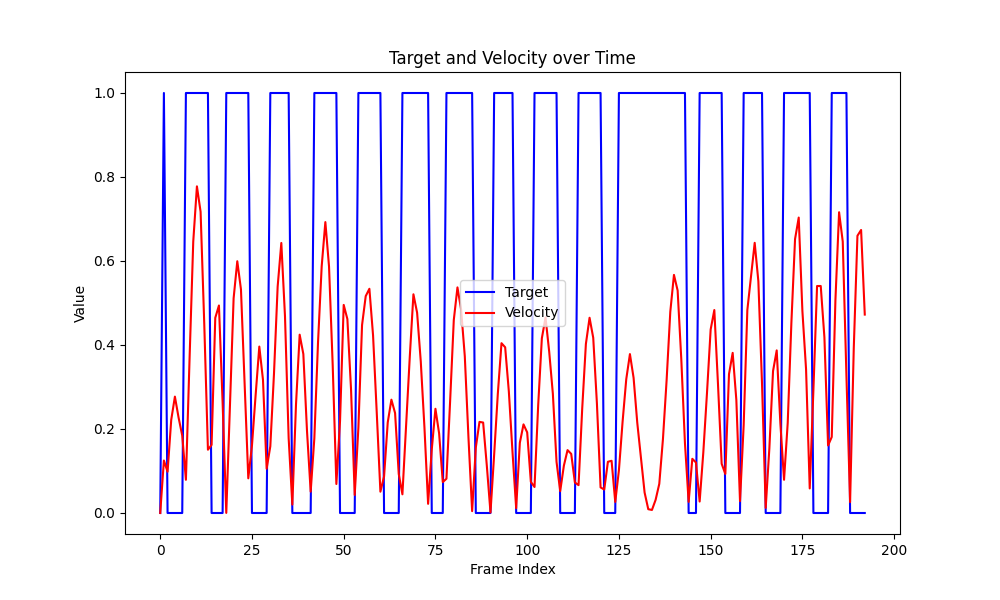 Target and Velocity over Time
1.0
0.8
0.6
0.4
0.2
0.0
Value
Target
Velocity
0 25 50 75 100 125 150 175 200
Frame Index